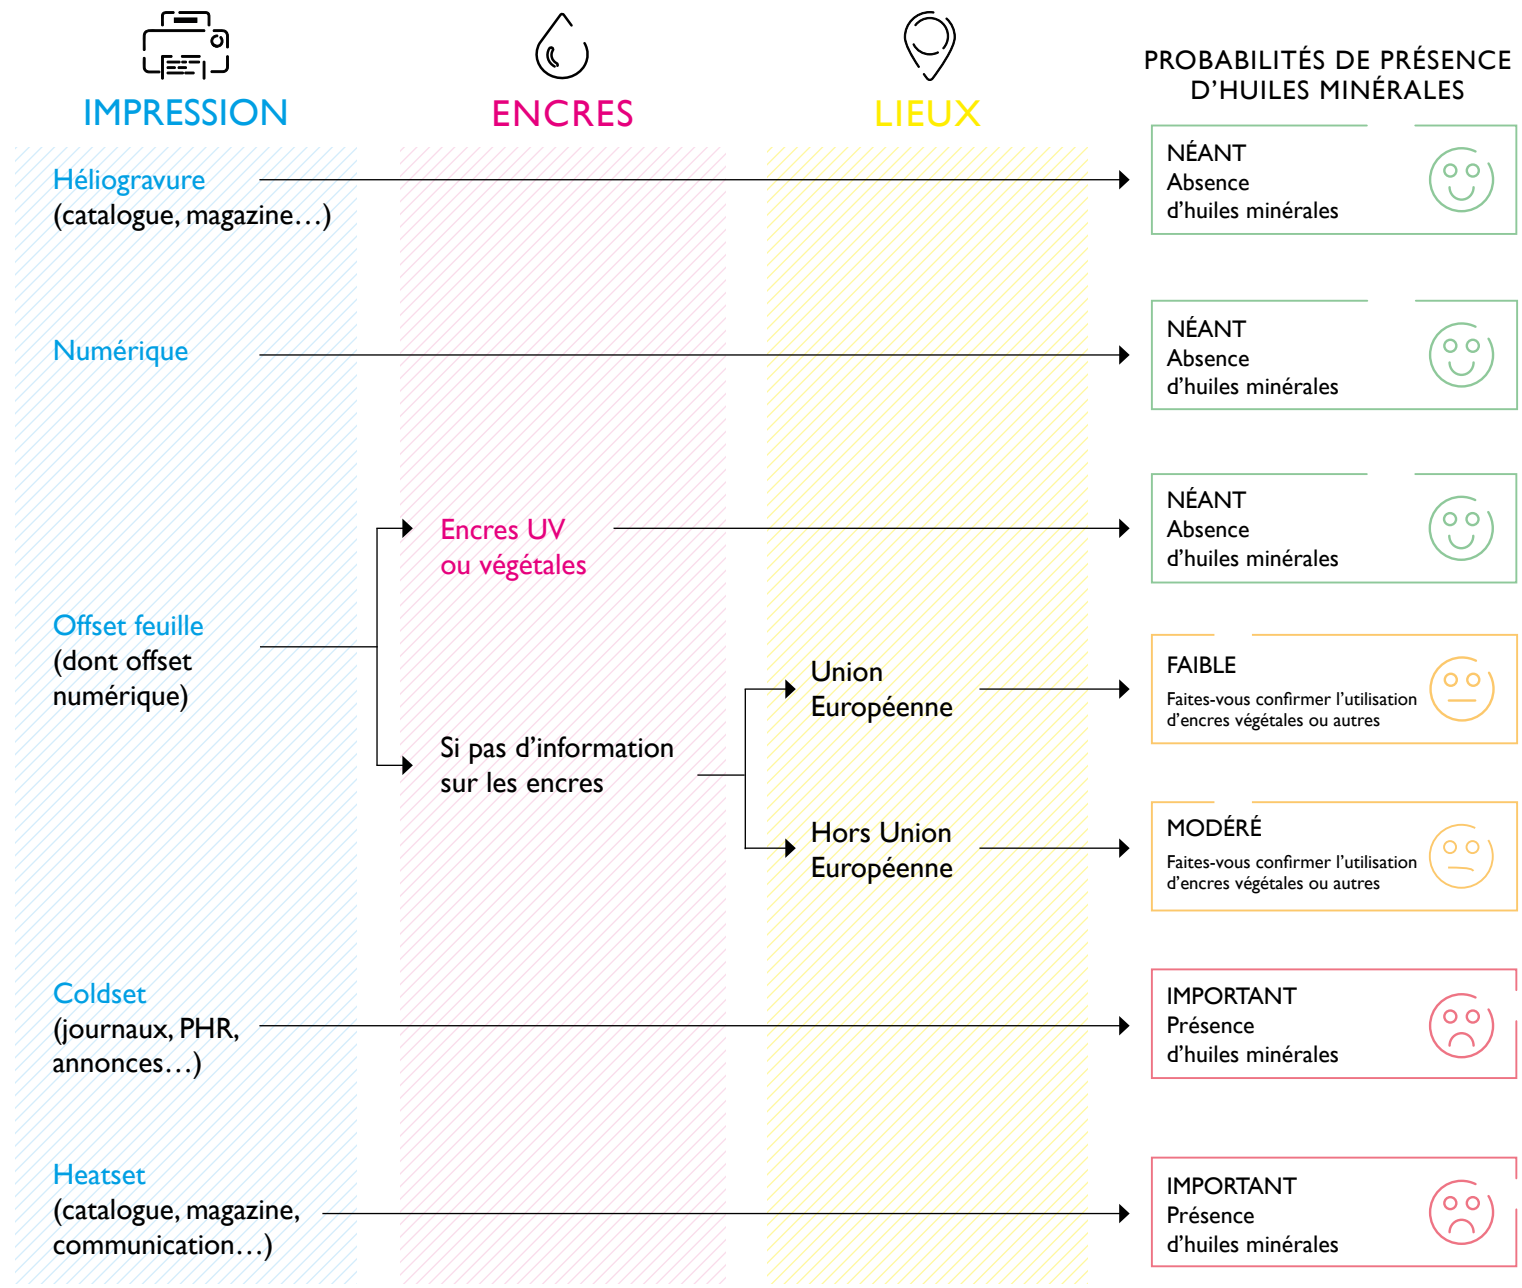 IMPRESSION
ENCRES
LIEUX
PROBABILITÉS DE PRÉSENCE
D'HUILES MINÉRALES
Héliogravure
(catalogue, magazine…)
NÉANT
Absence
d'huiles minérales
Numérique
NÉANT
Absence
d'huiles minérales
Offset feuille
(dont offset
numérique)
Encres UV
ou végétales
NÉANT
Absence
d'huiles minérales
Si pas d'information
sur les encres
Union
Européenne
FAIBLE
Faites-vous confirmer l'utilisation
d'encres végétales ou autres
Hors Union
Européenne
MODÉRÉ
Faites-vous confirmer l'utilisation
d'encres végétales ou autres
Coldset
(journaux, PHR,
annonces…)
IMPORTANT
Présence
d'huiles minérales
Heatset
(catalogue, magazine,
communication…)
IMPORTANT
Présence
d'huiles minérales